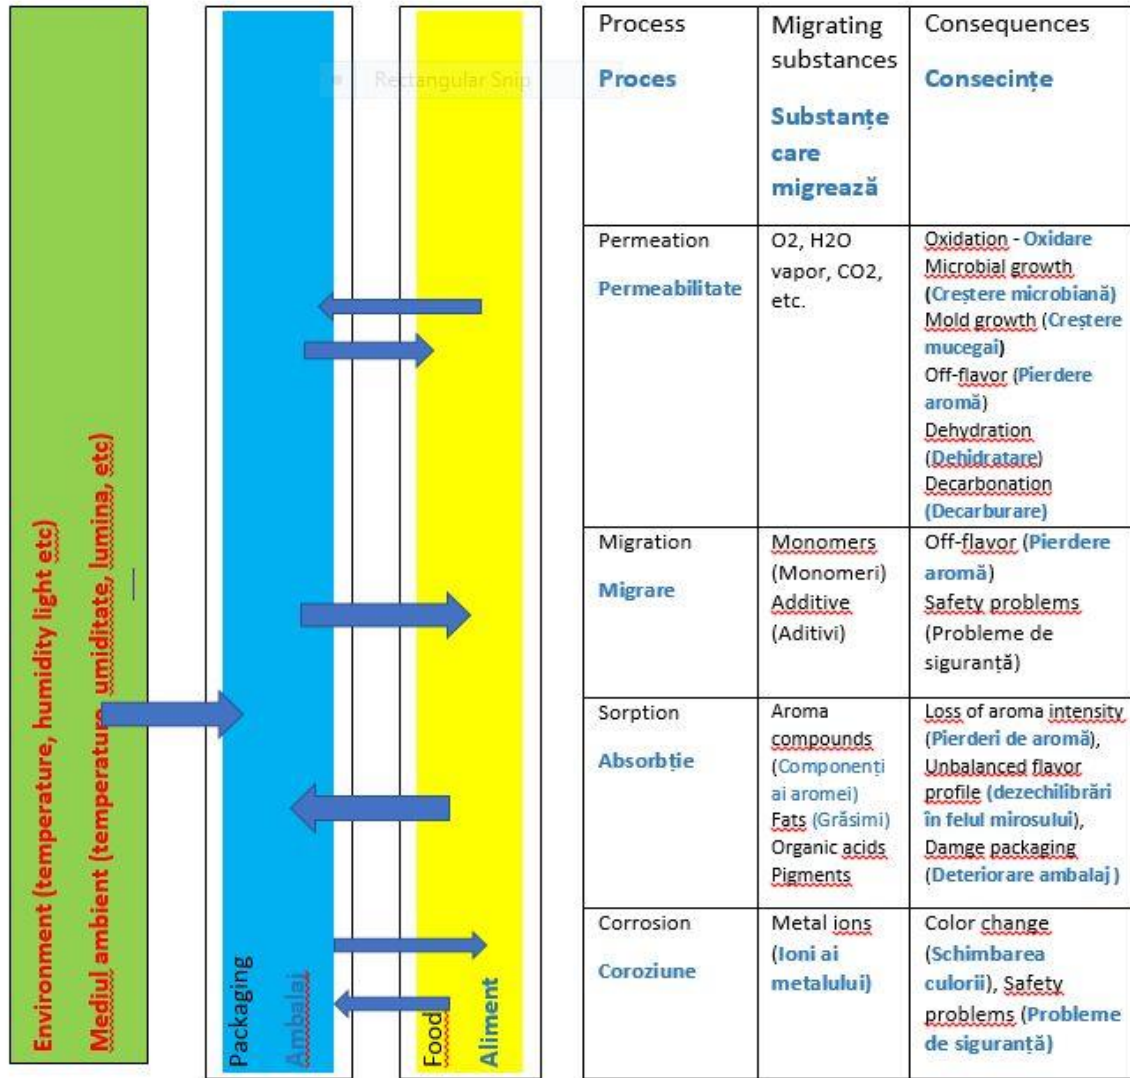 Environment (temperature, humidity light etc)
Mediul ambient (temperature, umiditate, lumina, etc)
Packaging
Ambalaj
Food
Aliment
Rectangular Snip
Process
Proces
Migrating
substances
Substanțe
care
migrează
Consequences
Consecințe
Permeation
Permeabilitate
O2, H2O
vapor, CO2,
etc.
Oxidation - Oxidare
Microbial growth
(Creștere microbiană)
Mold growth (Creștere
mucegai)
Off-flavor (Pierdere
aromă)
Dehydration
(Dehidratare)
Decarbonation
(Decarburare)
Migration
Migrare
Monomers
(Monomeri)
Additive
(Aditivi)
Off-flavor (Pierdere
aromă)
Safety problems
(Probleme de
siguranță)
Sorption
Absorbție
Aroma
compounds
(Componenți
ai aromei)
Fats (Grăsimi)
Organic acids
Pigments
Loss of aroma intensity
(Pierderi de aromă),
Unbalanced flavor
profile (dezechilibrări
în felul mirosului),
Damge packaging
(Deteriorare ambalaj)
Corrosion
Coroziune
Metal ions
(Ioni ai
metalului)
Color change
(Schimbarea
culorii), Safety
problems (Probleme
de siguranță)